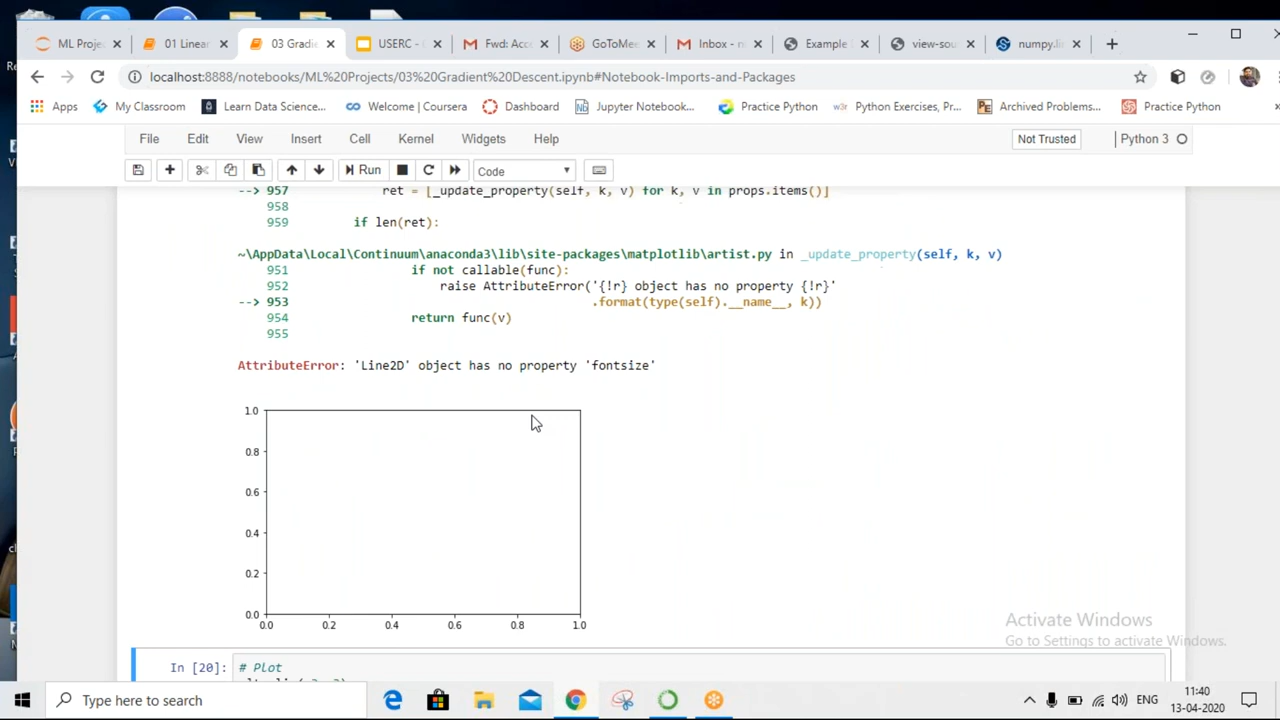 ML Proje
01 Linear
03 Gradie
USERC -
Fwd: Acc
GoToMee
Inbox - n
Example
view-sou
numpy.li
localhost:8888/notebooks/ML%20Projects/03%20Gradient%20Descent.ipynb#Notebook-Imports-and-Packages
Apps My Classroom Learn Data Science... Welcome | Coursera Dashboard Jupyter Notebook... Practice Python w3r Python Exercises, Pr... PE Archived Problems... Practice Python
File Edit View Insert Cell Kernel Widgets Help Not Trusted Python 3
Run Code
--> 957 ret = [_update_property(self, k, v) for k, v in props.items()]
958
959 if len(ret):
~\AppData\Local\Continuum\anaconda3\lib\site-packages\matplotlib\artist.py in _update_property(self, k, v)
951 if not callable(func):
952 raise AttributeError('{!r} object has no property {!r}'
--> 953 .format(type(self).__name__, k))
954 return func(v)
955
AttributeError: 'Line2D' object has no property 'fontsize'
1.0
0.8
0.6
0.4
0.2
0.0
0.0 0.2 0.4 0.6 0.8 1.0
Activate Windows
Go to Settings to activate Windows.
In [20]: # Plot
Type here to search
ENG
11:40
13-04-2020